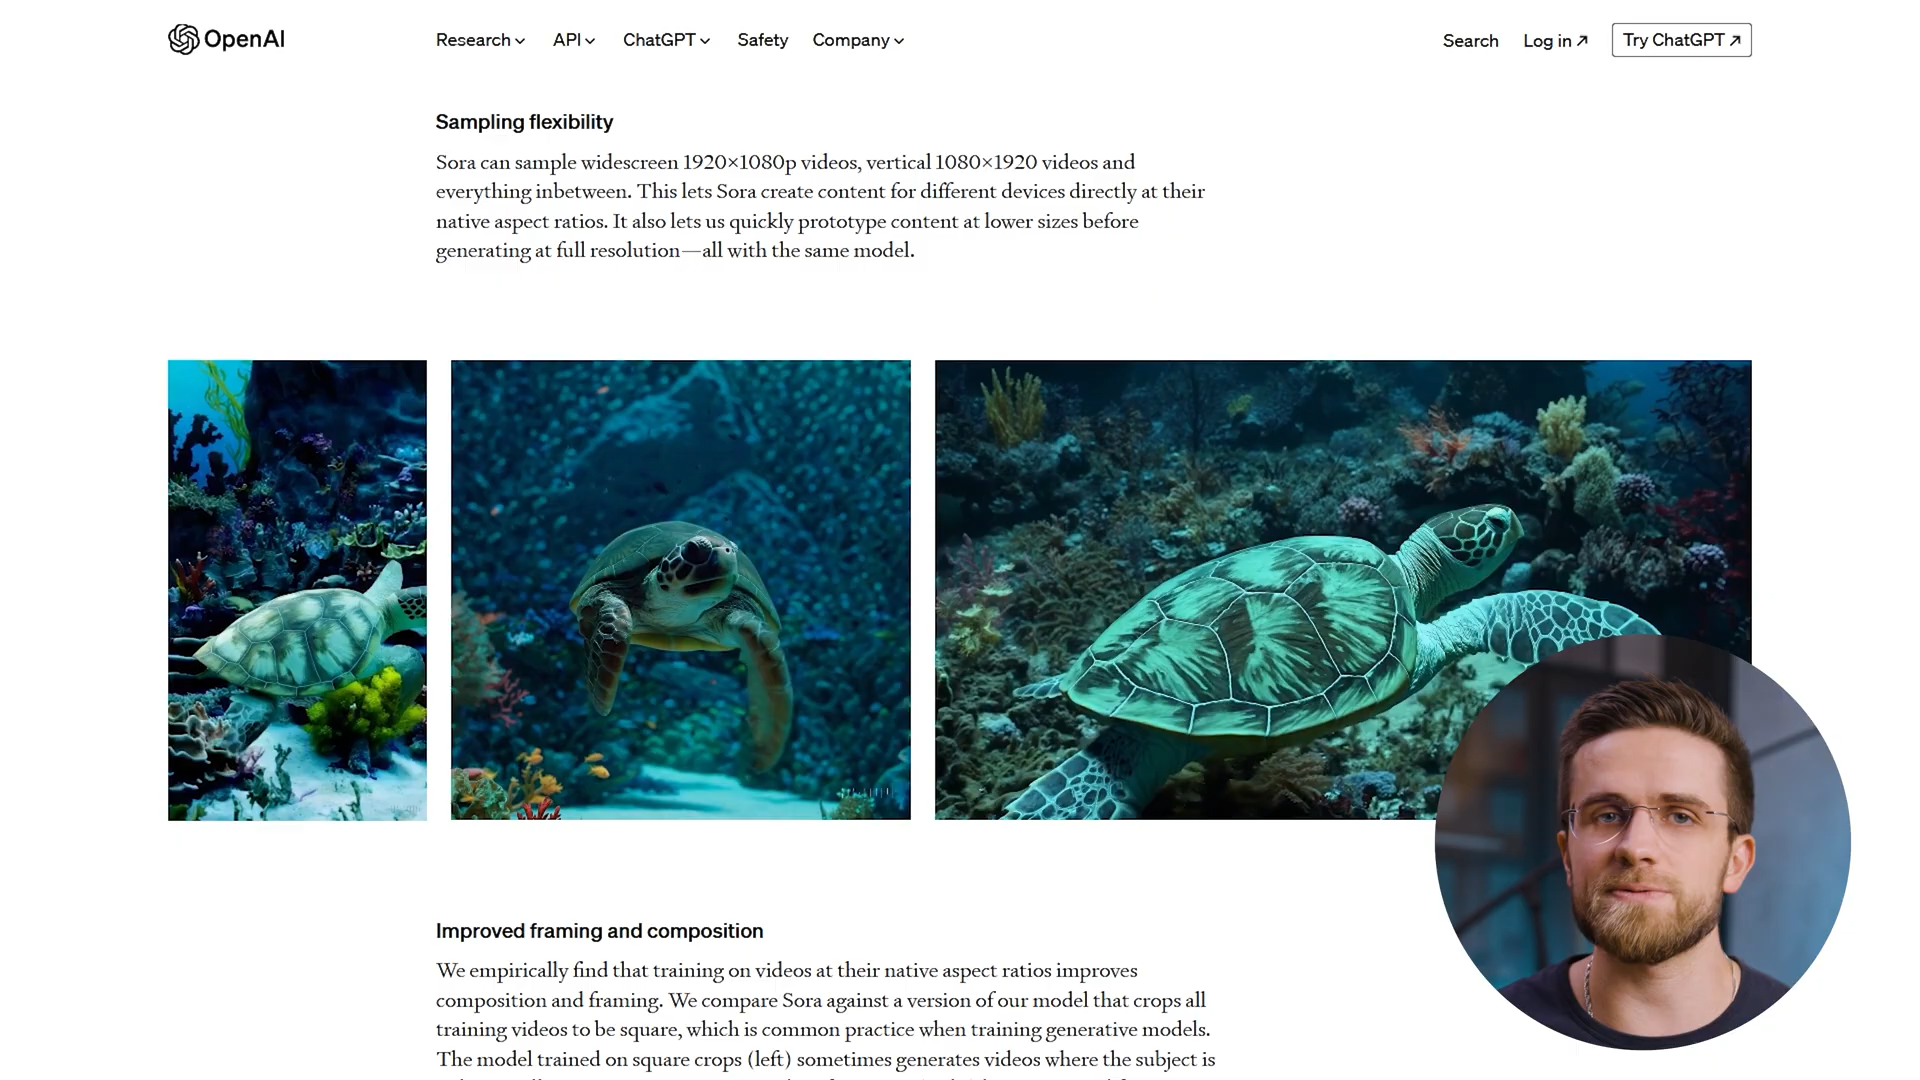 OpenAI
Research API ChatGPT Safety Company
Search Log in Try ChatGPT
Sampling flexibility
Sora can sample widescreen 1920×1080p videos, vertical 1080×1920 videos and
everything inbetween. This lets Sora create content for different devices directly at their
native aspect ratios. It also lets us quickly prototype content at lower sizes before
generating at full resolution—all with the same model.
Improved framing and composition
We empirically find that training on videos at their native aspect ratios improves
composition and framing. We compare Sora against a version of our model that crops all
training videos to be square, which is common practice when training generative models.
The model trained on square crops (left) sometimes generates videos where the subject is